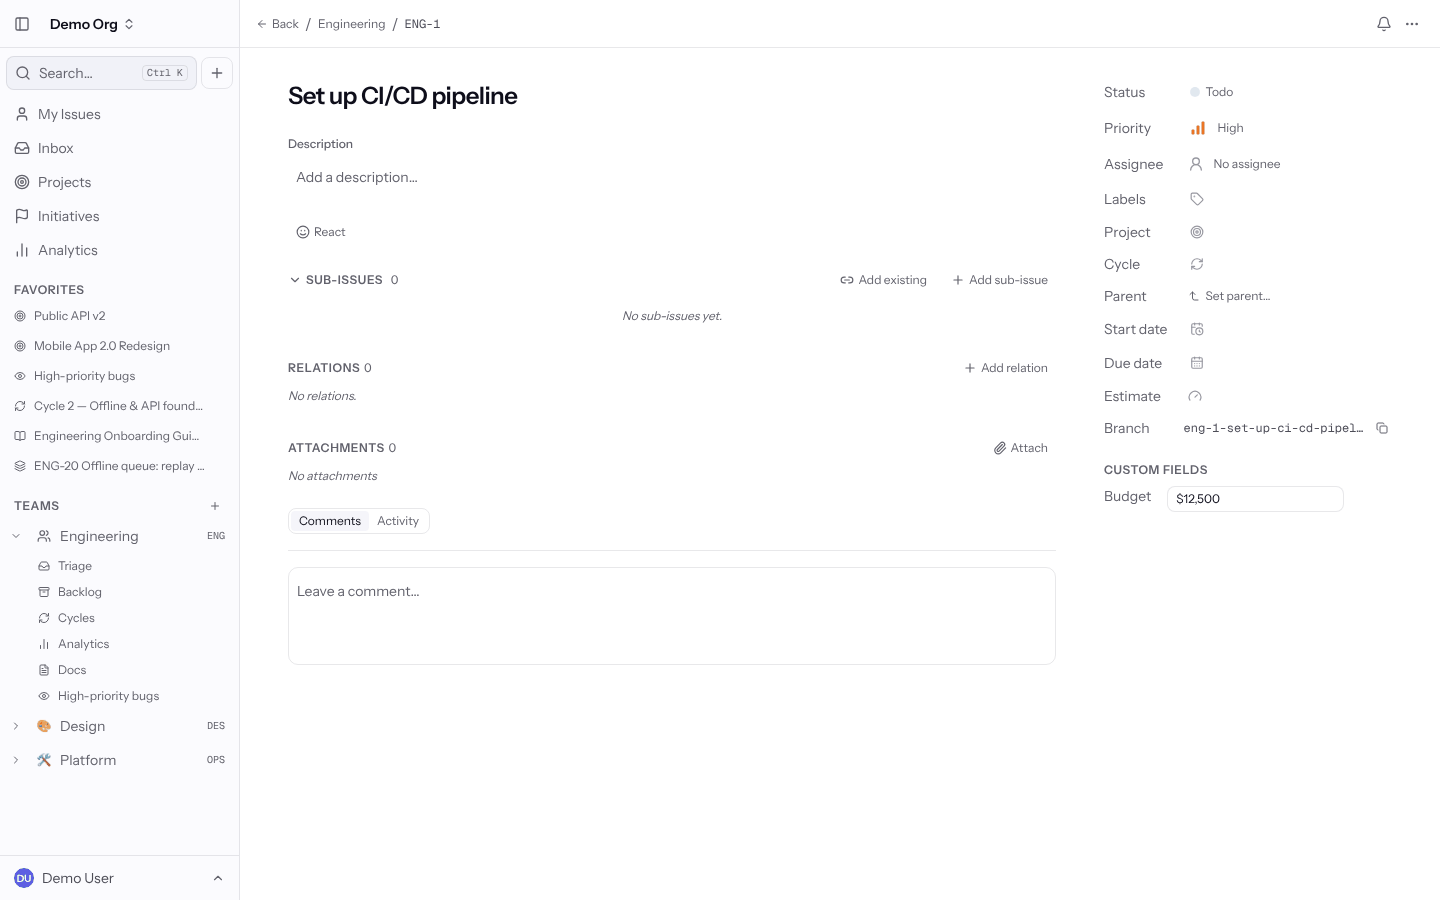 Demo Org
Search...
Ctrl K
My Issues
Inbox
Projects
Initiatives
Analytics
FAVORITES
Public API v2
Mobile App 2.0 Redesign
High-priority bugs
Cycle 2 — Offline & API found...
Engineering Onboarding Gui...
ENG-20 Offline queue: replay ...
TEAMS
Engineering ENG
Triage
Backlog
Cycles
Analytics
Docs
High-priority bugs
🎨 Design DES
🛠️ Platform OPS
DU Demo User
← Back / Engineering / ENG-1
Set up CI/CD pipeline
Description
Add a description...
React
SUB-ISSUES 0
Add existing
Add sub-issue
No sub-issues yet.
RELATIONS 0
Add relation
No relations.
ATTACHMENTS 0
Attach
No attachments
Comments Activity
Leave a comment...
Status Todo
Priority High
Assignee No assignee
Labels
Project
Cycle
Parent Set parent...
Start date
Due date
Estimate
Branch eng-1-set-up-ci-cd-pipel…
CUSTOM FIELDS
Budget $12,500